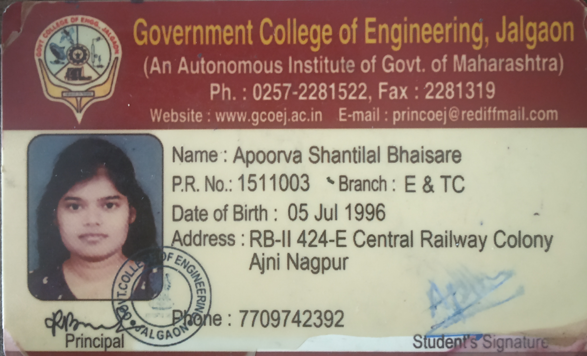 GOVT. COLLEGE OF ENGG., JALGAON
Government College of Engineering, Jalgaon
(An Autonomous Institute of Govt. of Maharashtra)
Ph. : 0257-2281522, Fax : 2281319
Website : www.gcoej.ac.in E-mail : princoej@rediffmail.com
Name : Apoorva Shantilal Bhaisare
P.R. No.: 1511003 Branch : E & TC
Date of Birth : 05 Jul 1996
Address : RB-II 424-E Central Railway Colony
Ajni Nagpur
GOVT. COLLEGE OF ENGINEERING
JALGAON
Phone : 7709742392
Principal
Student's Signature